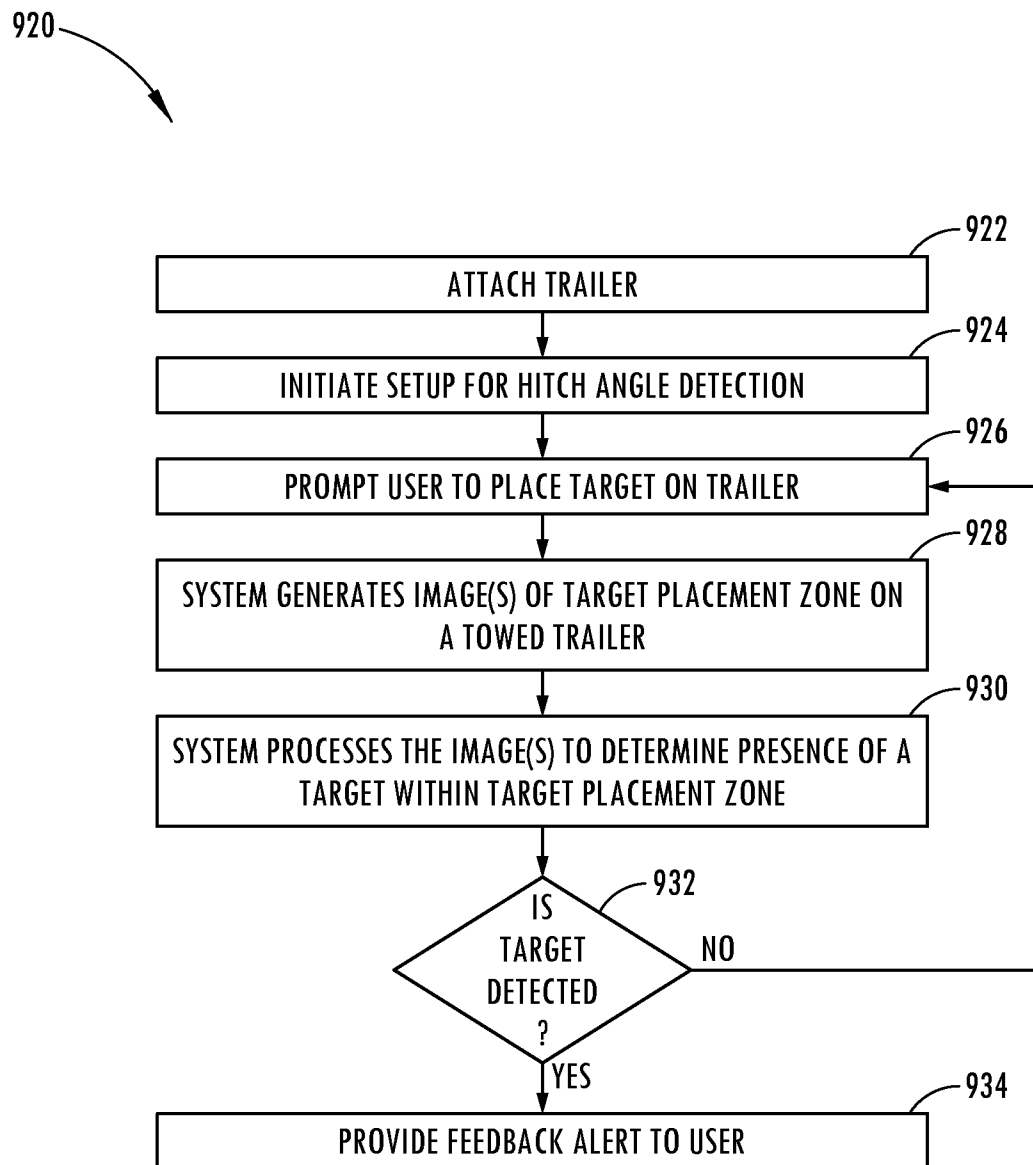 920
922
ATTACH TRAILER
924
INITIATE SETUP FOR HITCH ANGLE DETECTION
926
PROMPT USER TO PLACE TARGET ON TRAILER
928
SYSTEM GENERATES IMAGE(S) OF TARGET PLACEMENT ZONE ON
A TOWED TRAILER
930
SYSTEM PROCESSES THE IMAGE(S) TO DETERMINE PRESENCE OF A
TARGET WITHIN TARGET PLACEMENT ZONE
932
IS
TARGET
DETECTED
?
NO
YES
934
PROVIDE FEEDBACK ALERT TO USER